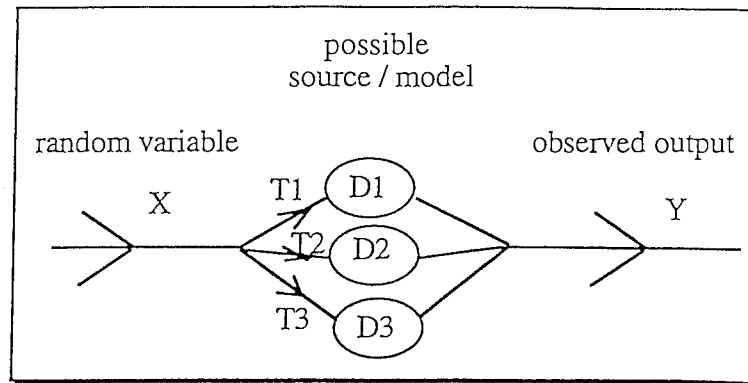 possible
source / model
random variable
observed output
X
T1
D1
Y
T2
D2
T3
D3